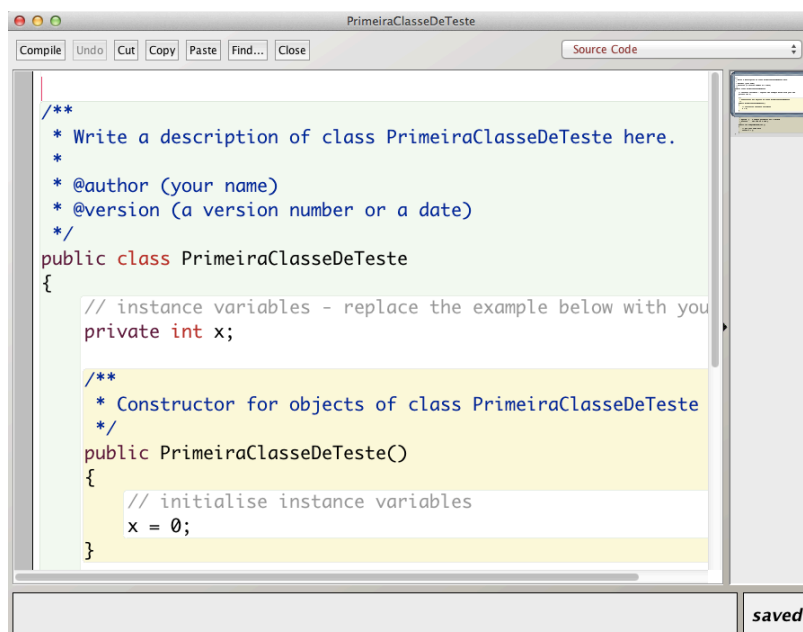 PrimeiraClasseDeTeste
Compile Undo Cut Copy Paste Find... Close Source Code
/**
 * Write a description of class PrimeiraClasseDeTeste here.
 *
 * @author (your name)
 * @version (a version number or a date)
 */
public class PrimeiraClasseDeTeste
{
    // instance variables - replace the example below with you
    private int x;
    /**
     * Constructor for objects of class PrimeiraClasseDeTeste
     */
    public PrimeiraClasseDeTeste()
    {
        // initialise instance variables
        x = 0;
    }
saved